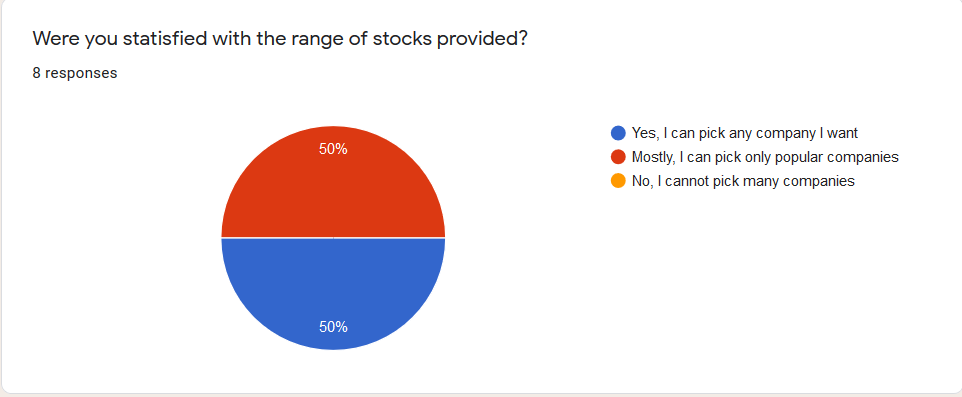 Were you statisfied with the range of stocks provided?
8 responses
50%
50%
Yes, I can pick any company I want
Mostly, I can pick only popular companies
No, I cannot pick many companies